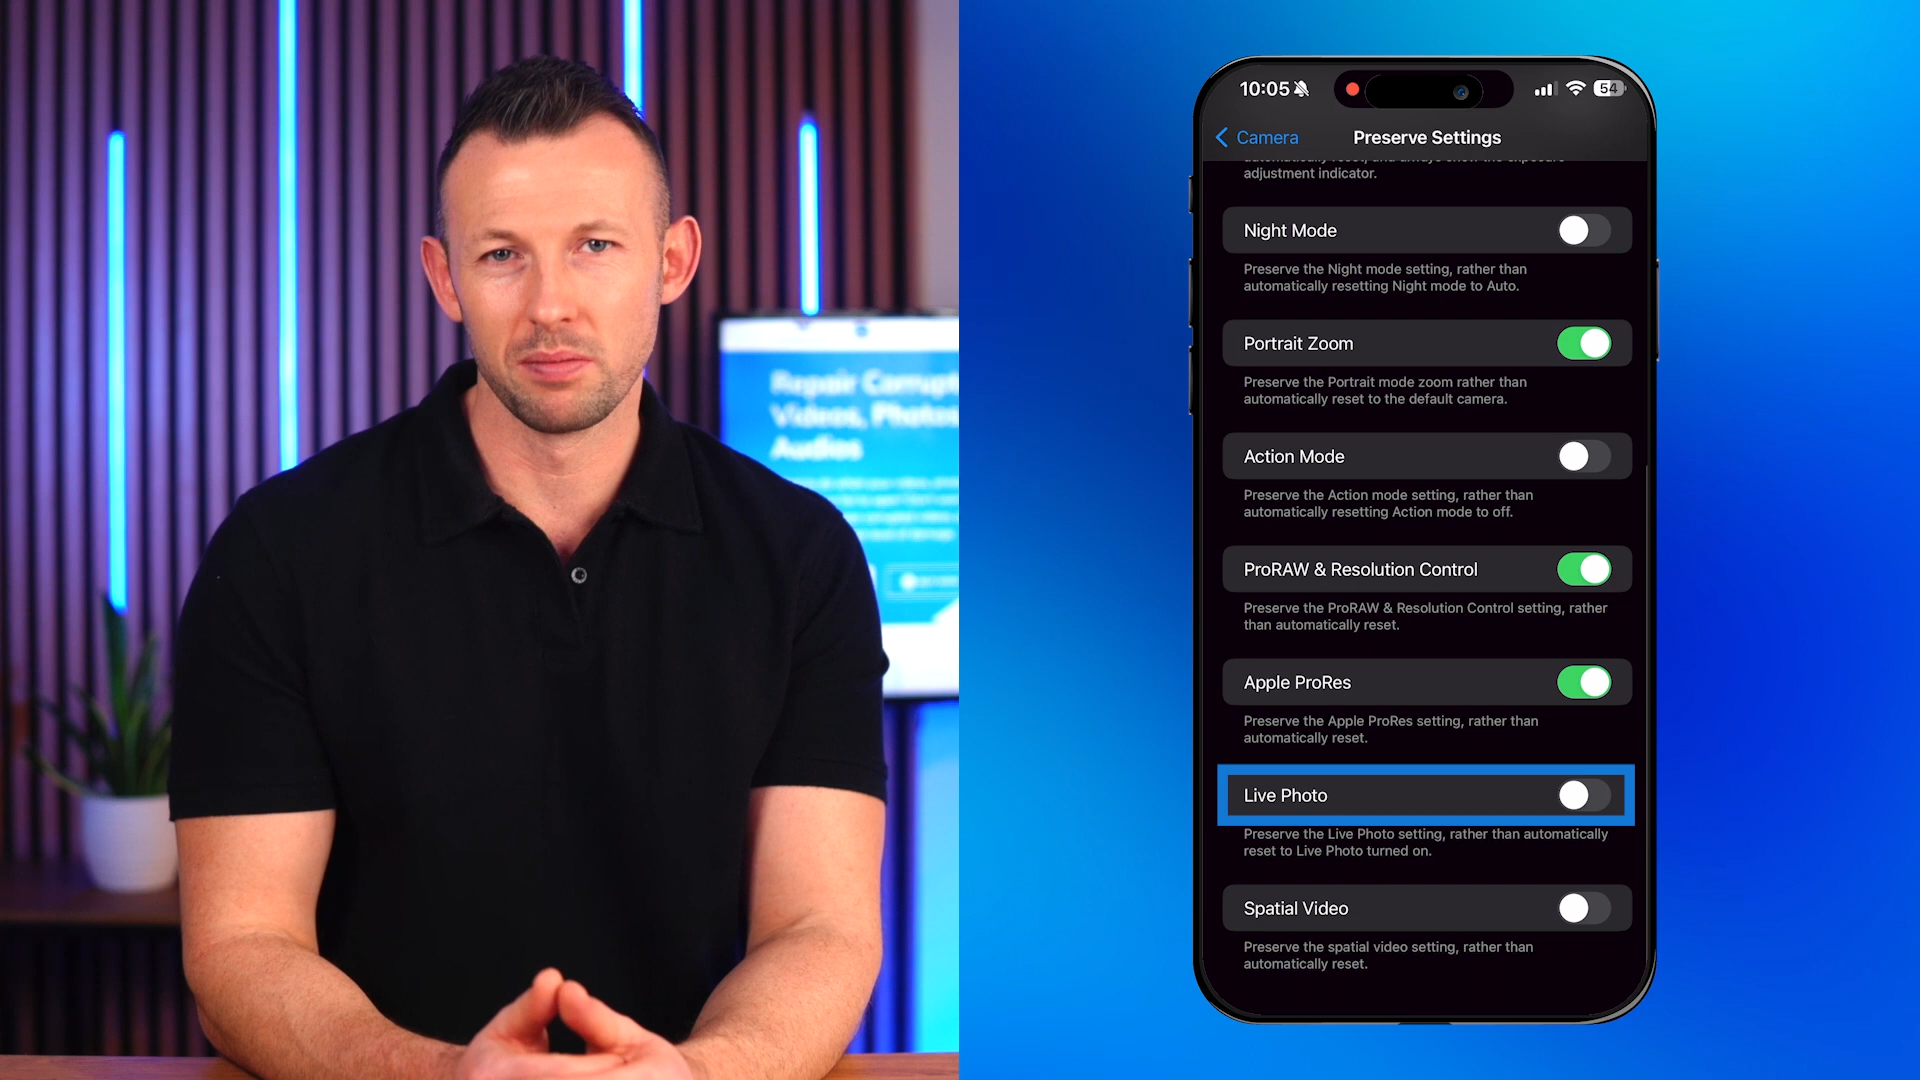 Repair Corrupt
Videos, Photos
Audios
10:05
54
Camera
Preserve Settings
adjustment indicator.
Night Mode
Preserve the Night mode setting, rather than
automatically resetting Night mode to Auto.
Portrait Zoom
Preserve the Portrait mode zoom rather than
automatically reset to the default camera.
Action Mode
Preserve the Action mode setting, rather than
automatically resetting Action mode to off.
ProRAW & Resolution Control
Preserve the ProRAW & Resolution Control setting, rather
than automatically reset.
Apple ProRes
Preserve the Apple ProRes setting, rather than
automatically reset.
Live Photo
Preserve the Live Photo setting, rather than automatically
reset to Live Photo turned on.
Spatial Video
Preserve the spatial video setting, rather than
automatically reset.